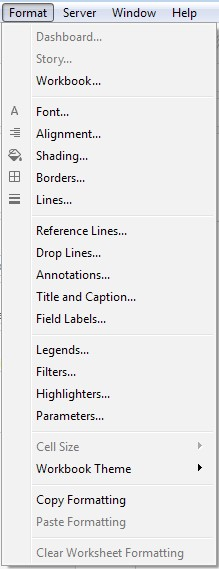 Format Server Window Help
Dashboard...
Story...
Workbook...
Font...
Alignment...
Shading...
Borders...
Lines...
Reference Lines...
Drop Lines...
Annotations...
Title and Caption...
Field Labels...
Legends...
Filters...
Highlighters...
Parameters...
Cell Size
Workbook Theme
Copy Formatting
Paste Formatting
Clear Worksheet Formatting